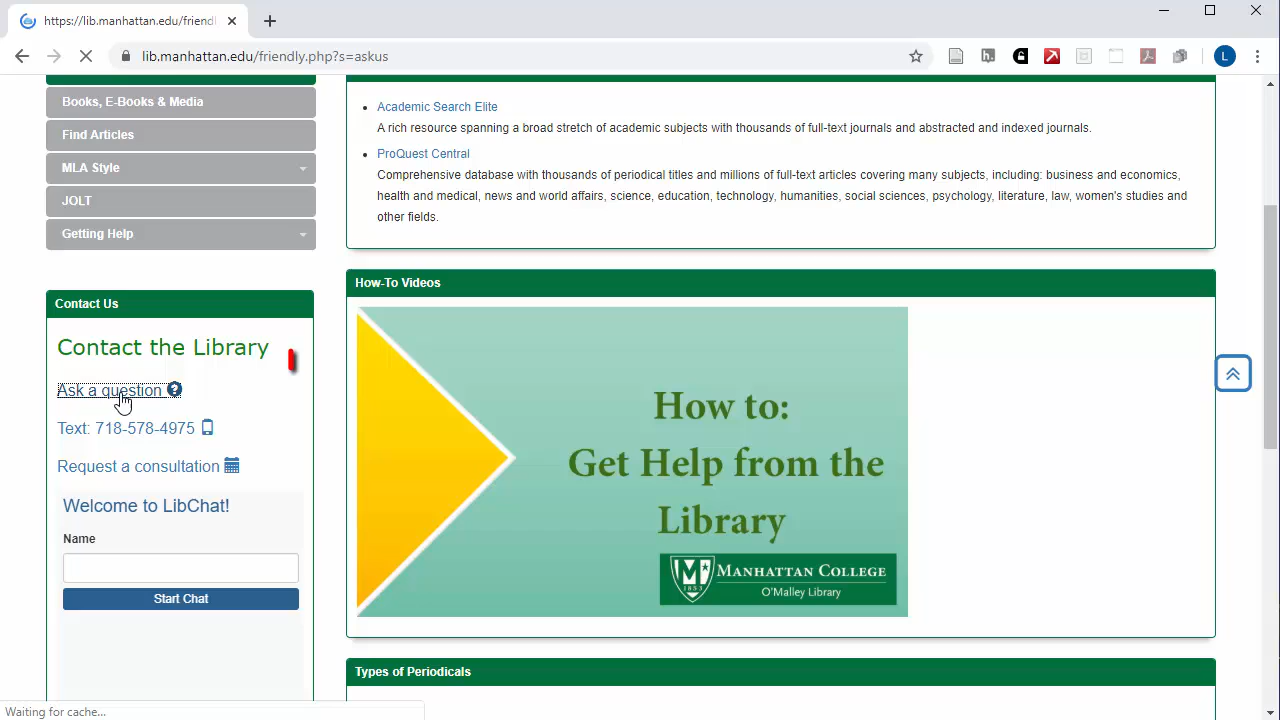 https://lib.manhattan.edu/friendl
lib.manhattan.edu/friendly.php?s=askus
L
Books, E-Books & Media
Find Articles
MLA Style
JOLT
Getting Help
Contact Us
Contact the Library
Ask a question
Text: 718-578-4975
Request a consultation
Welcome to LibChat!
Name
Start Chat
Academic Search Elite
A rich resource spanning a broad stretch of academic subjects with thousands of full-text journals and abstracted and indexed journals.
ProQuest Central
Comprehensive database with thousands of periodical titles and millions of full-text articles covering many subjects, including: business and economics,
health and medical, news and world affairs, science, education, technology, humanities, social sciences, psychology, literature, law, women's studies and
other fields.
How-To Videos
How to:
Get Help from the
Library
MANHATTAN COLLEGE
O'Malley Library
M
1853
Types of Periodicals
Waiting for cache...